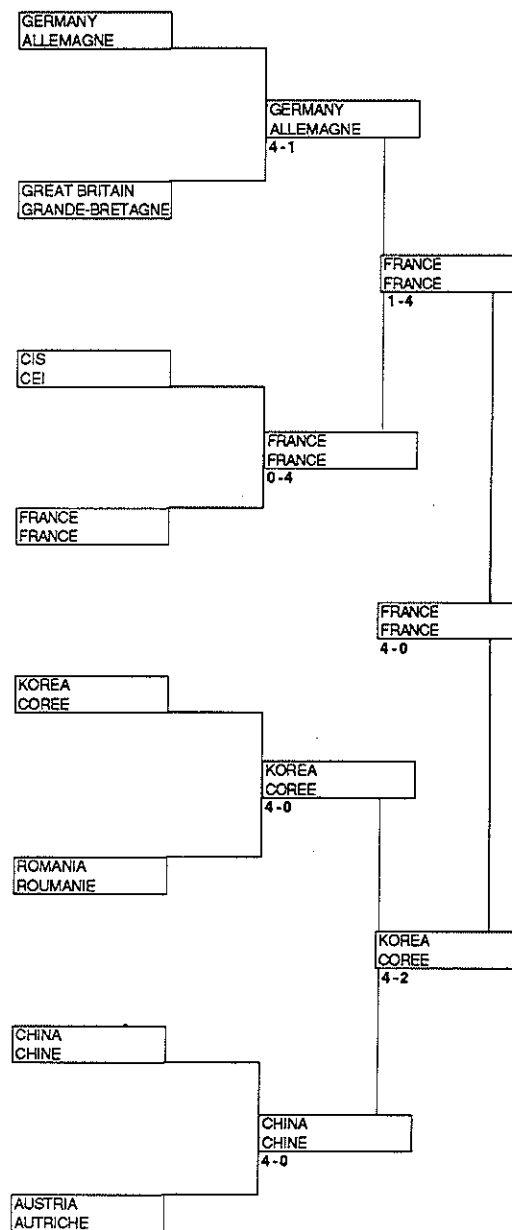 GERMANY
ALLEMAGNE
GERMANY
ALLEMAGNE
4-1
GREAT BRITAIN
GRANDE-BRETAGNE
FRANCE
FRANCE
1-4
CIS
CEI
FRANCE
FRANCE
0-4
FRANCE
FRANCE
FRANCE
FRANCE
4-0
KOREA
COREE
KOREA
COREE
4-0
ROMANIA
ROUMANIE
KOREA
COREE
4-2
CHINA
CHINE
CHINA
CHINE
4-0
AUSTRIA
AUTRICHE